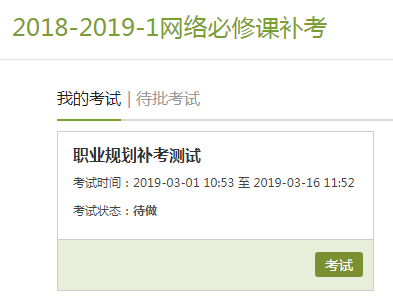 2018-2019-1网络必修课补考
我的考试 | 待批考试
职业规划补考测试
考试时间：2019-03-01 10:53 至 2019-03-16 11:52
考试状态：待做
考试